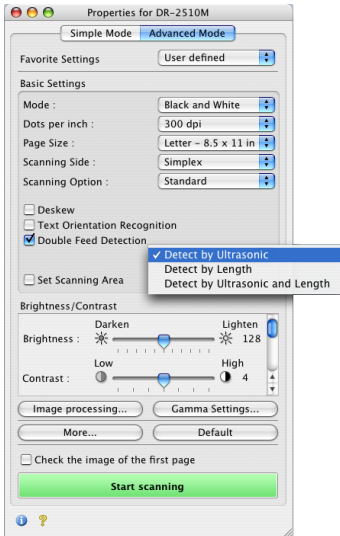 Properties for DR-2510M
Simple Mode Advanced Mode
Favorite Settings User defined
Basic Settings
Mode : Black and White
Dots per inch : 300 dpi
Page Size : Letter – 8.5 x 11 in
Scanning Side : Simplex
Scanning Option : Standard
Deskew
Text Orientation Recognition
Double Feed Detection
Detect by Ultrasonic
Detect by Length
Detect by Ultrasonic and Length
Set Scanning Area
Brightness/Contrast
Darken Lighten
Brightness : 128
Low High
Contrast : 4
Image processing... Gamma Settings...
More... Default
Check the image of the first page
Start scanning